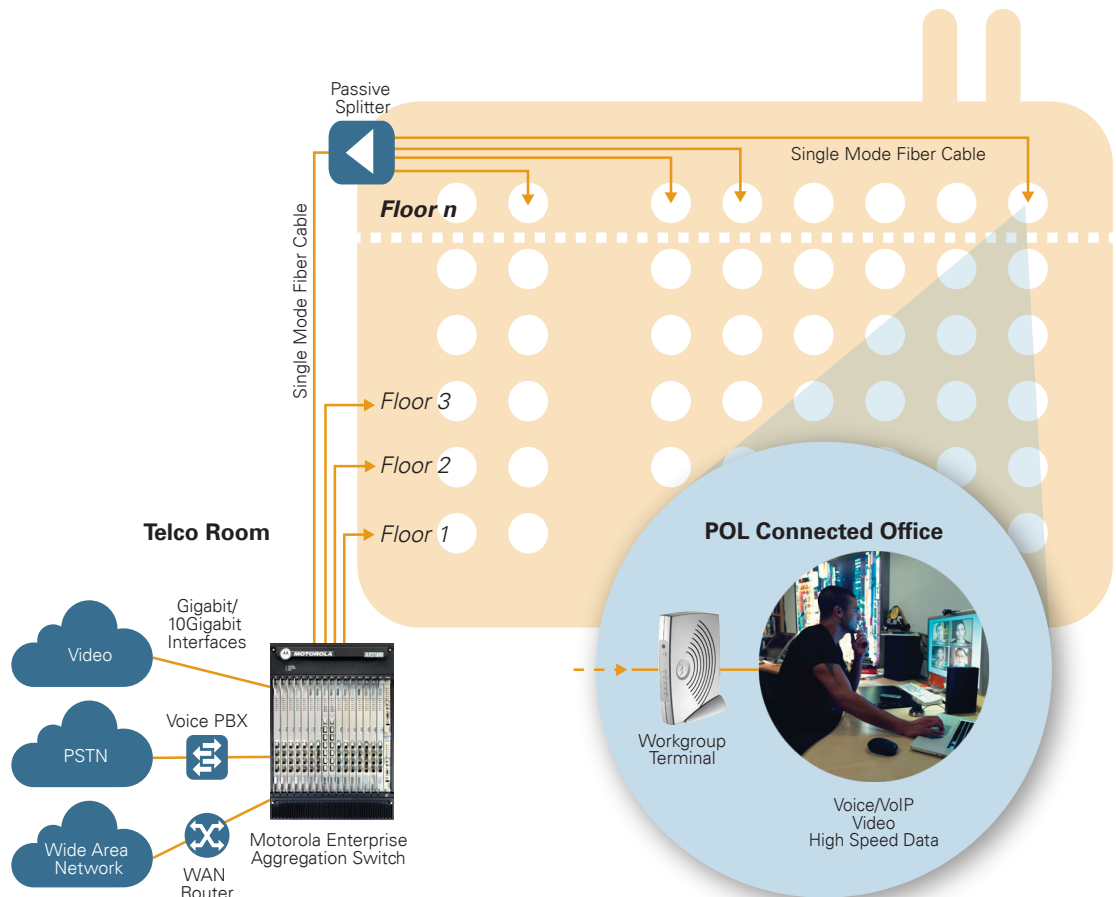 Passive
Splitter
Single Mode Fiber Cable
Floor n
Single Mode Fiber Cable
Floor 3
Floor 2
Floor 1
Telco Room
POL Connected Office
Gigabit/
10Gigabit
Interfaces
Video
MOTOROLA
Voice PBX
PSTN
Workgroup
Terminal
Wide Area
Network
WAN
Router
Motorola Enterprise
Aggregation Switch
Voice/VoIP
Video
High Speed Data